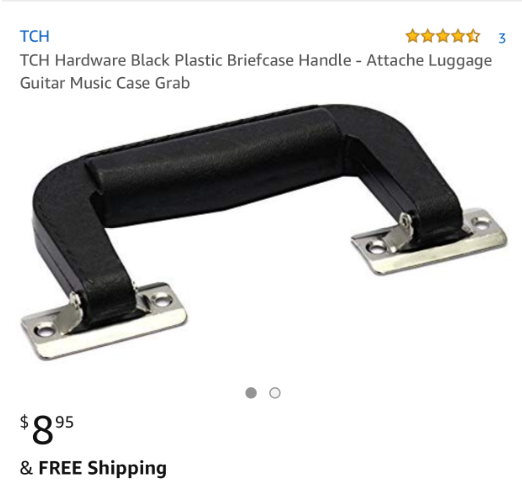 TCH
3
TCH Hardware Black Plastic Briefcase Handle - Attache Luggage
Guitar Music Case Grab
$8 95
& FREE Shipping